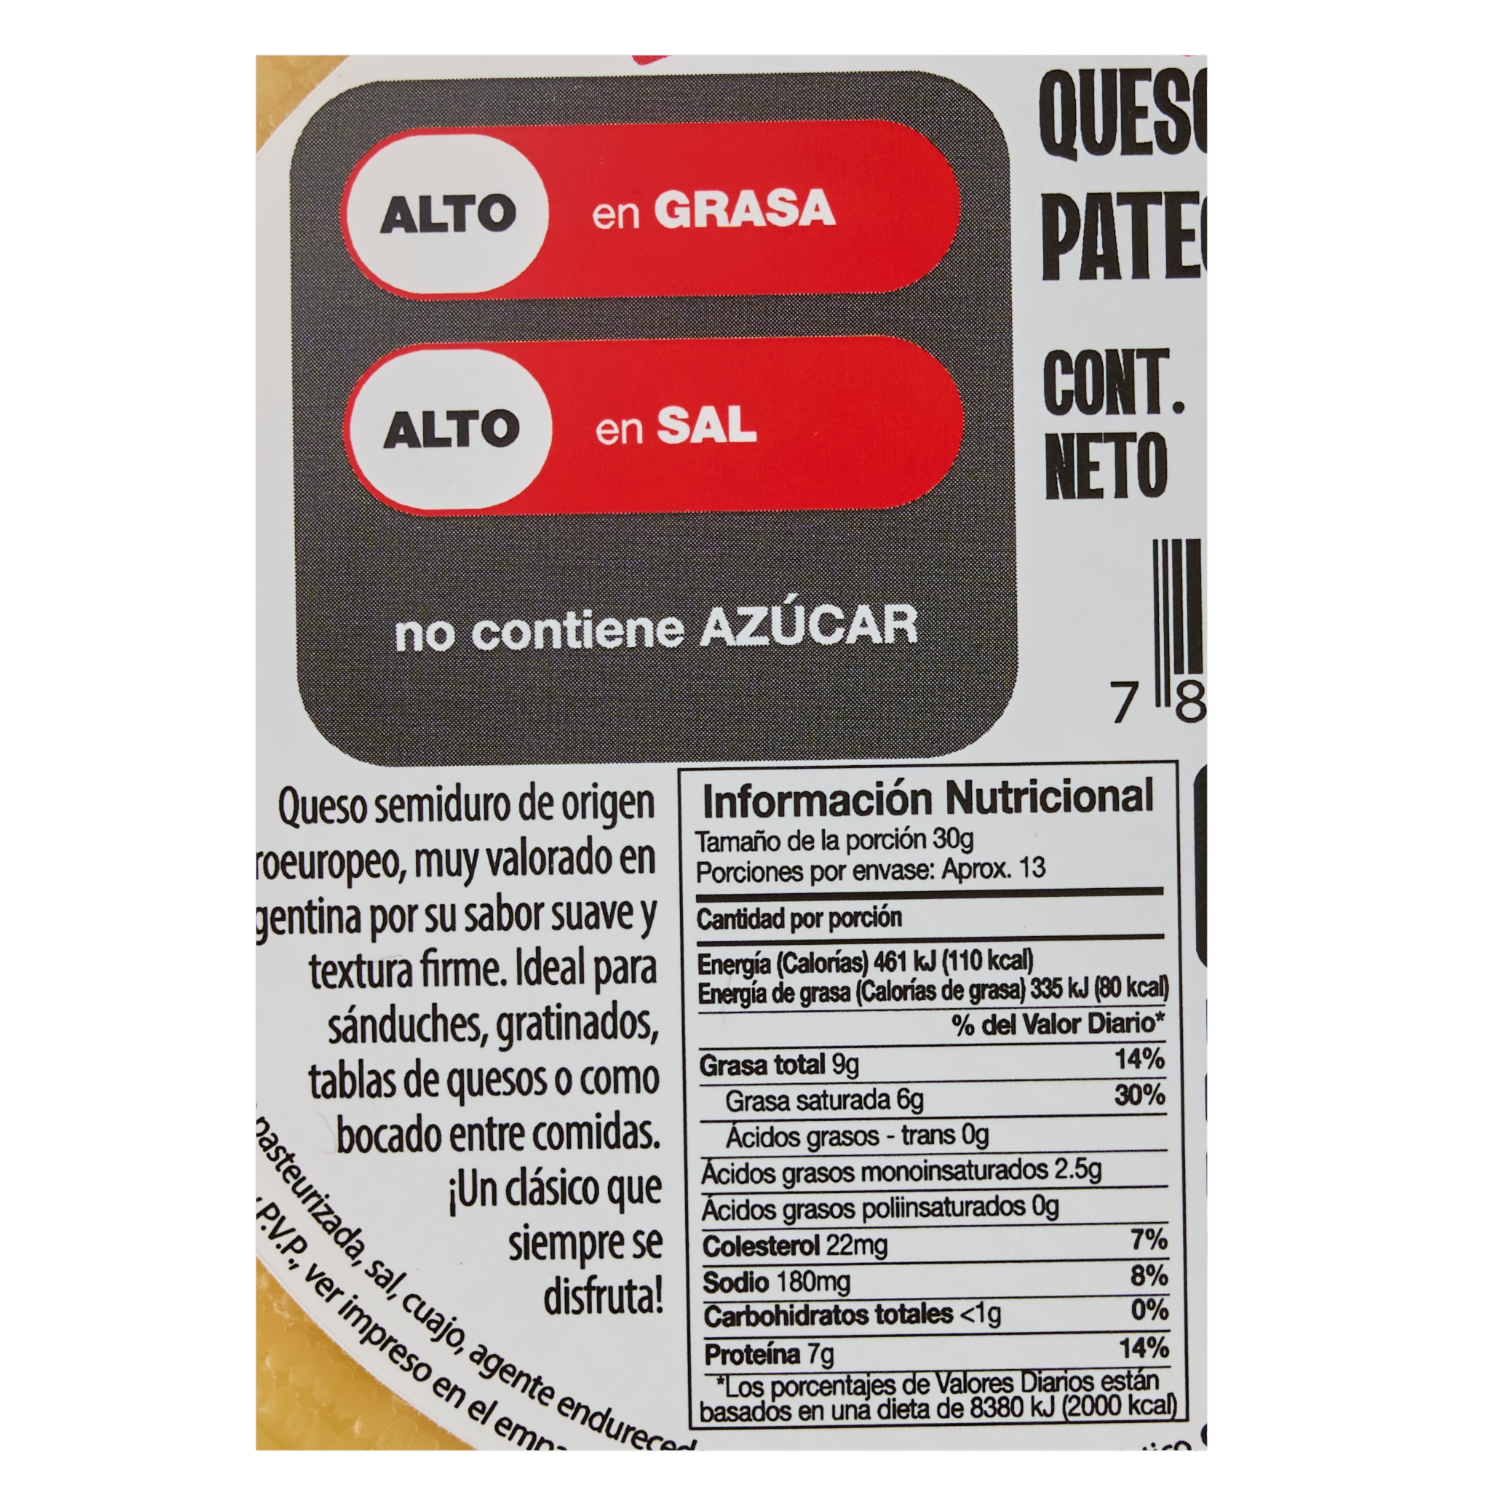 ALTO en GRASA
ALTO en SAL
no contiene AZÚCAR
CONT.
NETO
7 8
Queso semiduro de origen
muy valorado en
por su sabor suave y
textura firme. Ideal para
sánduches, gratinados,
tablas de quesos o como
bocado entre comidas.
¡Un clásico que
siempre se
disfruta!
pasteurizada, sal, cuajo, agente
P.V.P., ver impreso en el
Información Nutricional
Tamaño de la porción 30g
Porciones por envase: Aprox. 13
Cantidad por porción
Energía (Calorías) 461 kJ (110 kcal)
Energía de grasa (Calorías de grasa) 335 kJ (80 kcal)
% del Valor Diario*
Grasa total 9g 14%
Grasa saturada 6g 30%
Ácidos grasos - trans 0g
Ácidos grasos monoinsaturados 2.5g
Ácidos grasos poliinsaturados 0g
Colesterol 22mg 7%
Sodio 180mg 8%
Carbohidratos totales <1g 0%
Proteína 7g 14%
*Los porcentajes de Valores Diarios están
basados en una dieta de 8380 kJ (2000 kcal)